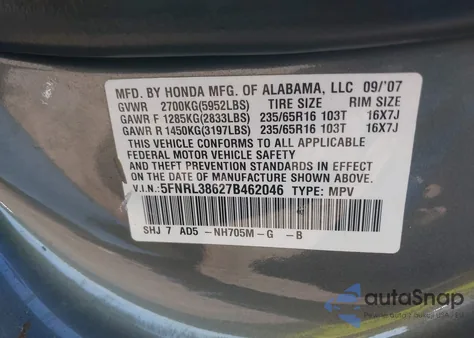 MFD. BY HONDA MFG. OF ALABAMA, LLC 09/'07
GVWR 2700KG(5952LBS) TIRE SIZE RIM SIZE
GAWR F 1285KG(2833LBS) 235/65R16 103T 16X7J
GAWR R 1450KG(3197LBS) 235/65R16 103T 16X7J
THIS VEHICLE CONFORMS TO ALL APPLICABLE
FEDERAL MOTOR VEHICLE SAFETY, BUMPER,
AND THEFT PREVENTION STANDARDS IN EFFECT
ON THE DATE OF MANUFACTURE SHOWN ABOVE.
V.I.N.: 5FNRL38627B462046 TYPE: MPV
SHJ 7 AD5 -NH705M-G -B
autoSnap